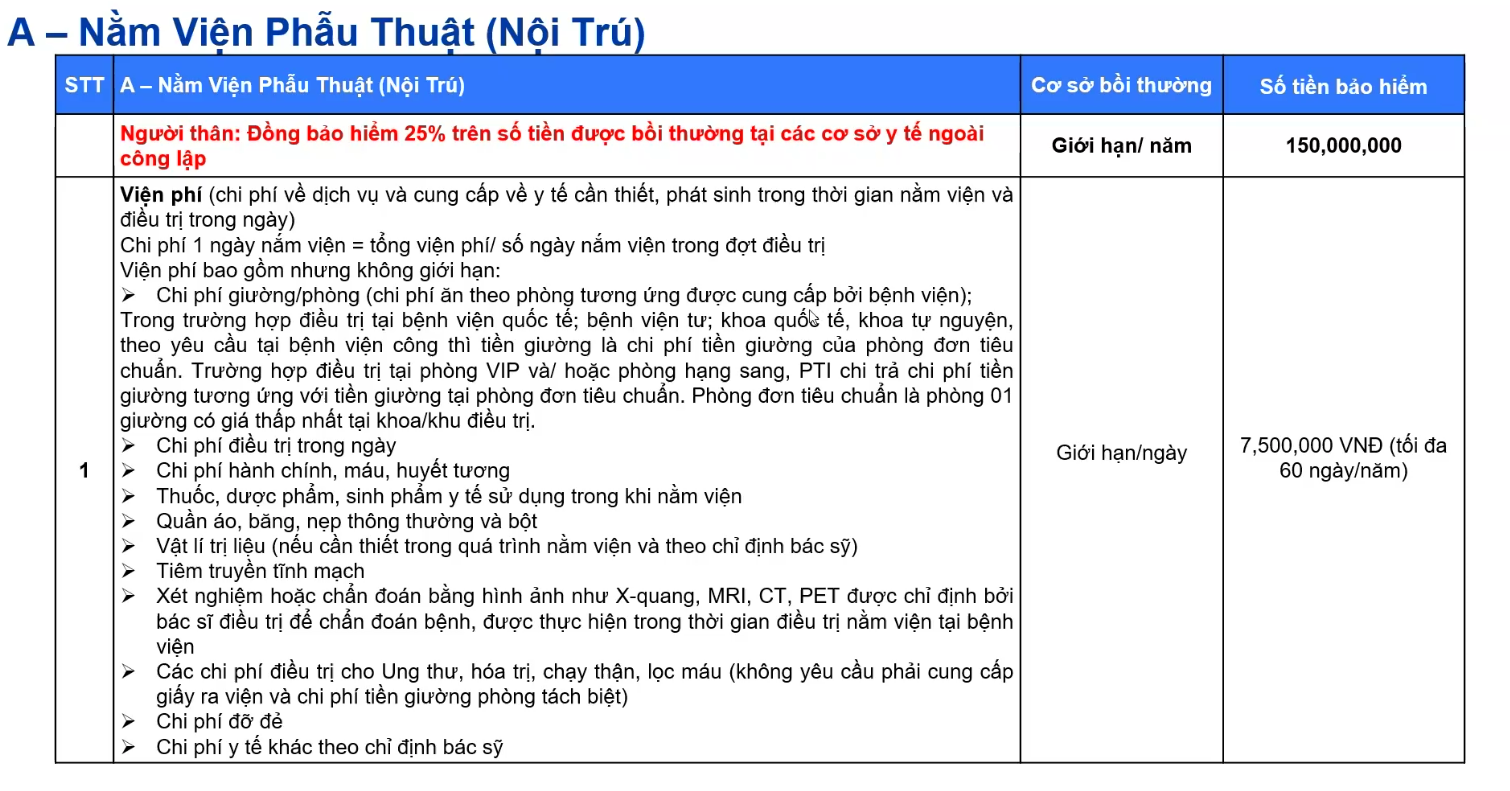 A – Nằm Viện Phẫu Thuật (Nội Trú)
STT
A – Nằm Viện Phẫu Thuật (Nội Trú)
Cơ sở bồi thường
Số tiền bảo hiểm
Người thân: Đồng bảo hiểm 25% trên số tiền được bồi thường tại các cơ sở y tế ngoài
công lập
Giới hạn/ năm
150,000,000
1
Viện phí (chi phí về dịch vụ và cung cấp về y tế cần thiết, phát sinh trong thời gian nằm viện và
điều trị trong ngày)
Chi phí 1 ngày nắm viện = tổng viện phí/ số ngày nắm viện trong đợt điều trị
Viện phí bao gồm nhưng không giới hạn:
➢ Chi phí giường/phòng (chi phí ăn theo phòng tương ứng được cung cấp bởi bệnh viện);
Trong trường hợp điều trị tại bệnh viện quốc tế; bệnh viện tư; khoa quốc tế, khoa tự nguyện,
theo yêu cầu tại bệnh viện công thì tiền giường là chi phí tiền giường của phòng đơn tiêu
chuẩn. Trường hợp điều trị tại phòng VIP và/ hoặc phòng hạng sang, PTI chi trả chi phí tiền
giường tương ứng với tiền giường tại phòng đơn tiêu chuẩn. Phòng đơn tiêu chuẩn là phòng 01
giường có giá thấp nhất tại khoa/khu điều trị.
➢ Chi phí điều trị trong ngày
➢ Chi phí hành chính, máu, huyết tương
➢ Thuốc, dược phẩm, sinh phẩm y tế sử dụng trong khi nằm viện
➢ Quần áo, băng, nẹp thông thường và bột
➢ Vật lí trị liệu (nếu cần thiết trong quá trình nằm viện và theo chỉ định bác sỹ)
➢ Tiêm truyền tĩnh mạch
➢ Xét nghiệm hoặc chẩn đoán bằng hình ảnh như X-quang, MRI, CT, PET được chỉ định bởi
bác sĩ điều trị để chẩn đoán bệnh, được thực hiện trong thời gian điều trị nằm viện tại bệnh
viện
➢ Các chi phí điều trị cho Ung thư, hóa trị, chạy thận, lọc máu (không yêu cầu phải cung cấp
giấy ra viện và chi phí tiền giường phòng tách biệt)
➢ Chi phí đỡ đẻ
➢ Chi phí y tế khác theo chỉ định bác sỹ
Giới hạn/ngày
7,500,000 VNĐ (tối đa
60 ngày/năm)